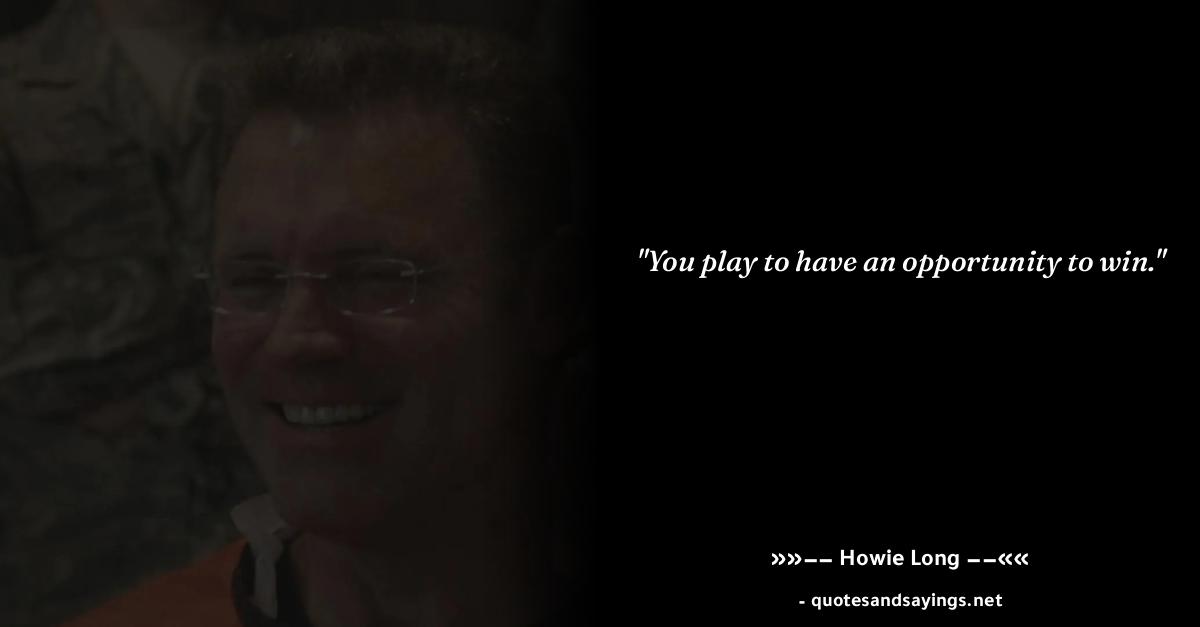 "You play to have an opportunity to win."
»»−− Howie Long −−««
- quotesandsayings.net